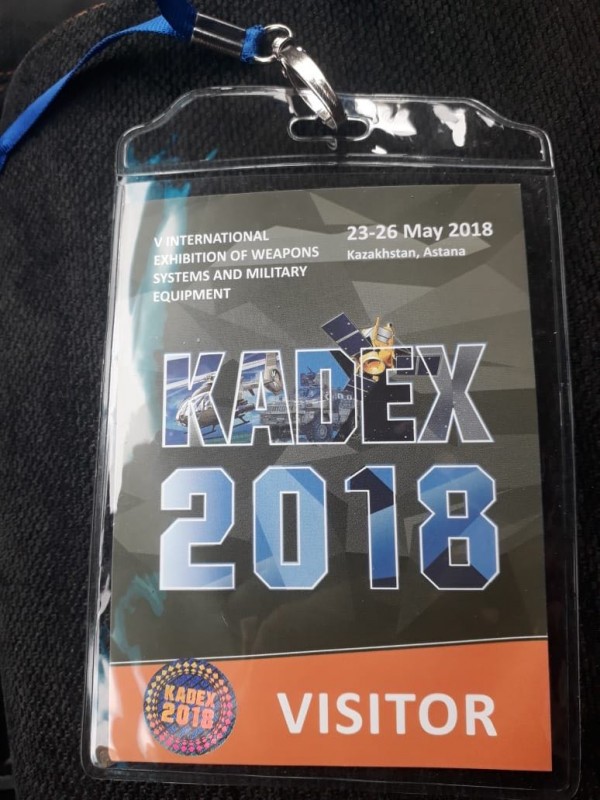 V INTERNATIONAL
EXHIBITION OF WEAPONS
SYSTEMS AND MILITARY
EQUIPMENT
23-26 May 2018
Kazakhstan, Astana
KADEX
2018
KADEX
2018
VISITOR